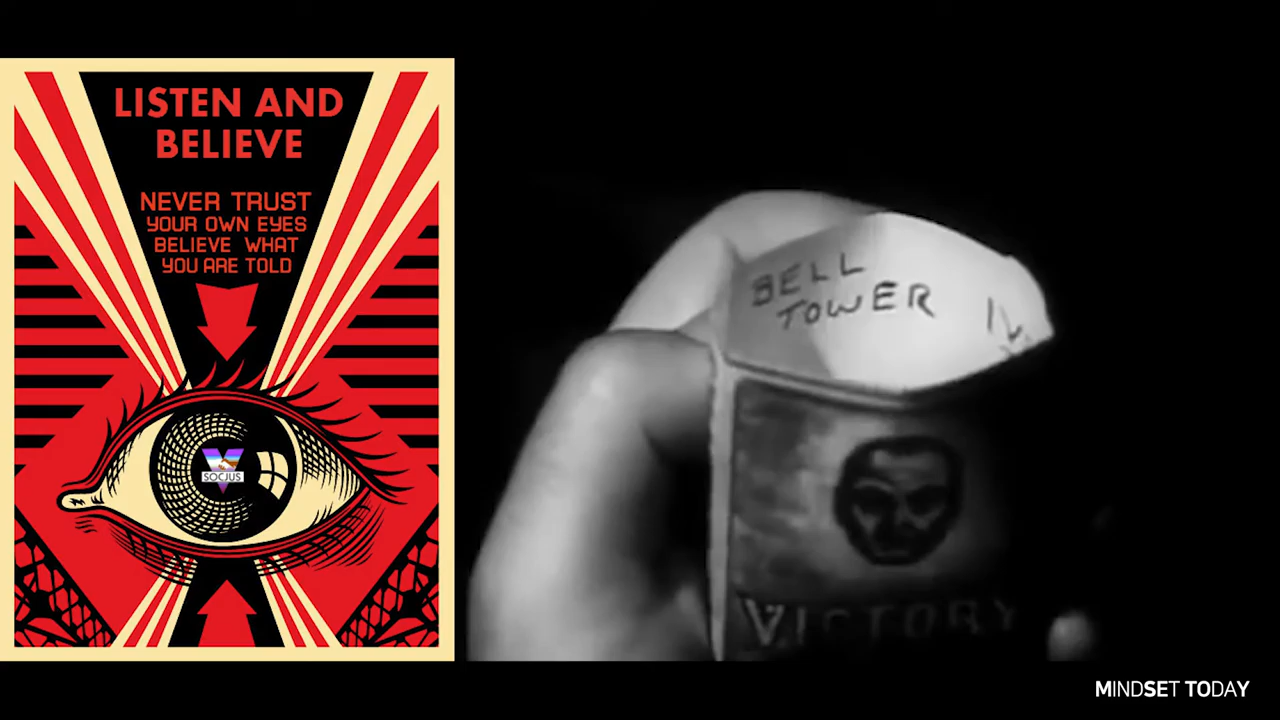 LISTEN AND
BELIEVE
NEVER TRUST
YOUR OWN EYES
BELIEVE WHAT
YOU ARE TOLD
SOCJUS
BELL
TOWER
VICTORY
MINDSET TODAY